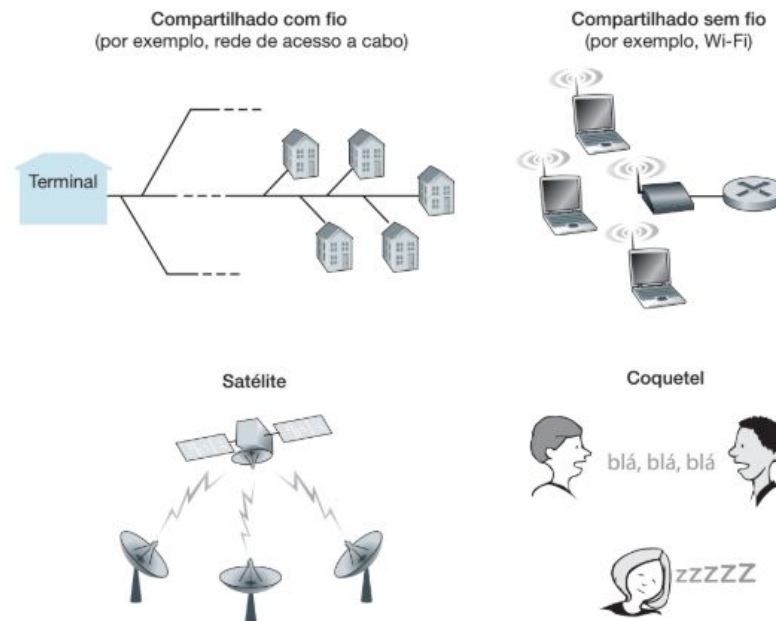 Compartilhado com fio
(por exemplo, rede de acesso a cabo)
Compartilhado sem fio
(por exemplo, Wi-Fi)
Terminal
Satélite
Coquetel
blá, blá, blá
zzzzz